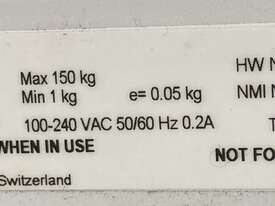 HW N
Max 150 kg
Min 1 kg e= 0.05 kg NMI N
100-240 VAC 50/60 Hz 0.2A T
WHEN IN USE NOT FO
Switzerland